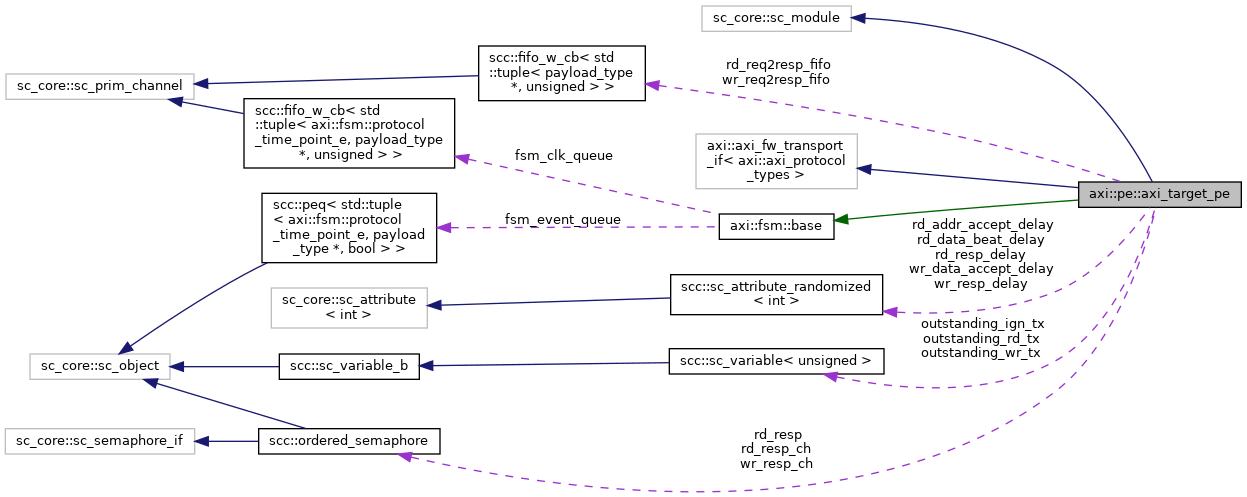 sc_core::sc_module
scc::fifo_w_cb< std
::tuple< payload_type
*, unsigned > >
rd_req2resp_fifo
wr_req2resp_fifo
sc_core::sc_prim_channel
scc::fifo_w_cb< std
::tuple< axi::fsm::protocol
_time_point_e, payload_type
*, unsigned > >
fsm_clk_queue
axi::axi_fw_transport
_if< axi::axi_protocol
_types >
axi::pe::axi_target_pe
scc::peq< std::tuple
< axi::fsm::protocol
_time_point_e, payload
_type *, bool > >
fsm_event_queue
axi::fsm::base
rd_addr_accept_delay
rd_data_beat_delay
rd_resp_delay
wr_data_accept_delay
wr_resp_delay
sc_core::sc_attribute
< int >
scc::sc_attribute_randomized
< int >
outstanding_ign_tx
outstanding_rd_tx
outstanding_wr_tx
sc_core::sc_object
scc::sc_variable_b
scc::sc_variable< unsigned >
sc_core::sc_semaphore_if
scc::ordered_semaphore
rd_resp
rd_resp_ch
wr_resp_ch